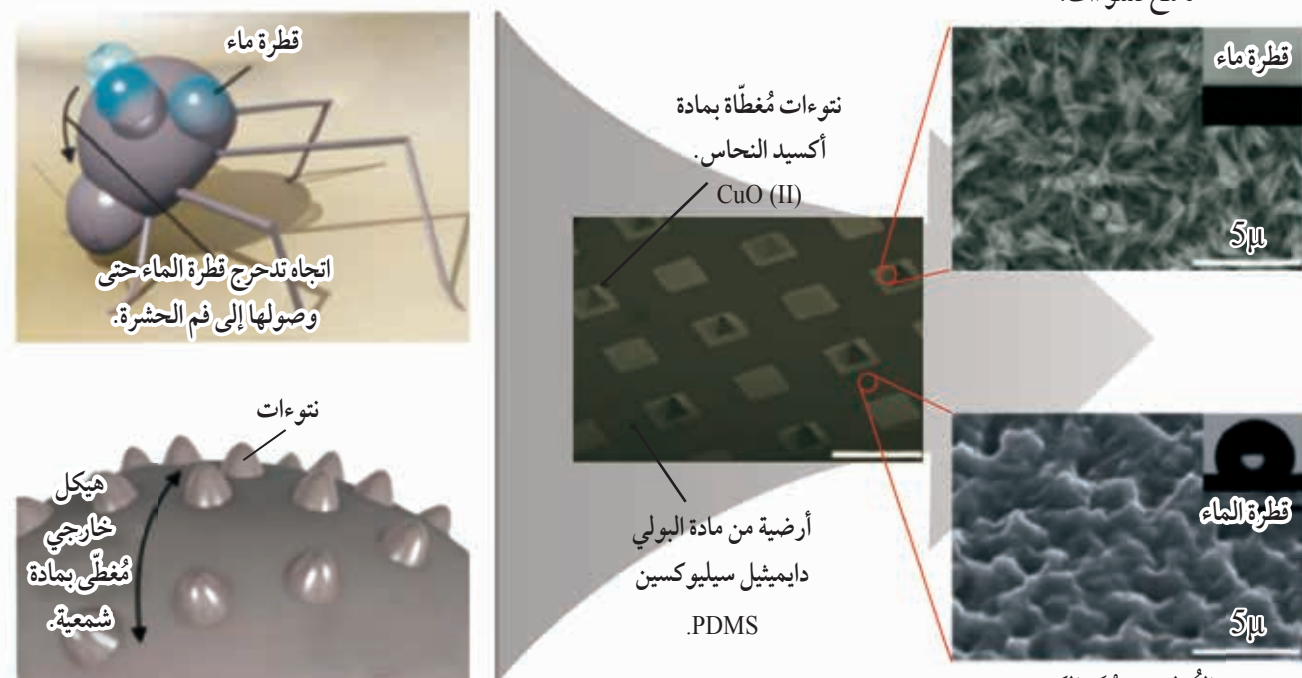 قطرة ماء
اتجاه تدحرج قطرة الماء حتى
وصولها إلى فم الحشرة.
نتوءات
هيكل
خارجي
مُغطّى بمادة
شمعية.
نتوءات مُغطّاة بمادة
أكسيد النحاس.
CuO (II)
أرضية من مادة البولي
دايميثيل سيليوكسين
PDMS.
قطرة ماء
5μ
قطرة الماء
5μ